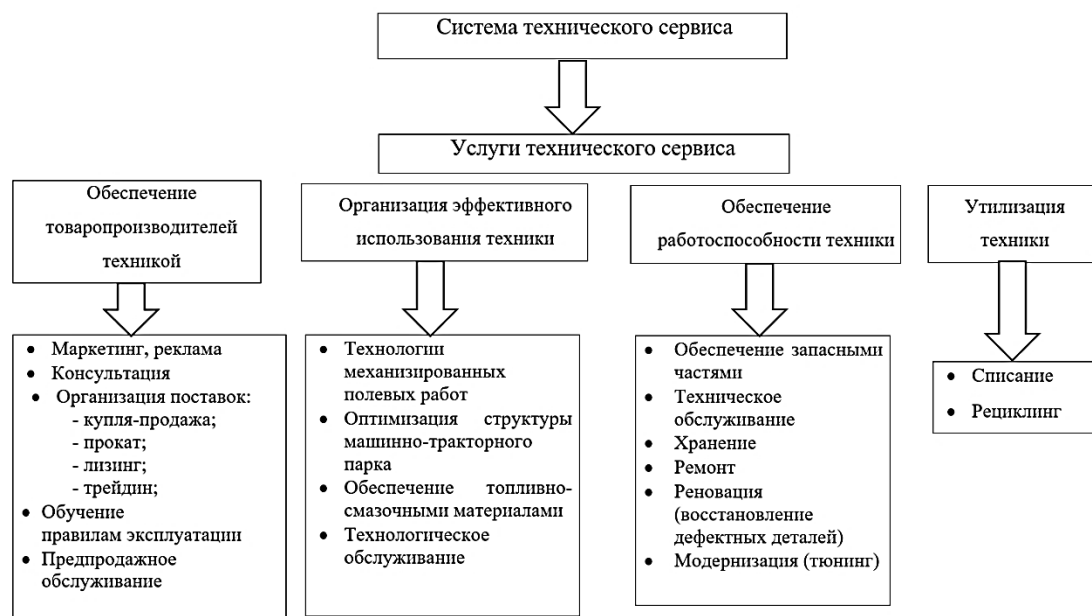 Система технического сервиса
Услуги технического сервиса
Обеспечение
товаропроизводителей
техникой
Организация эффективного
использования техники
Обеспечение
работоспособности техники
Утилизация
техники
• Маркетинг, реклама
• Консультация
• Организация поставок:
- купля-продажа;
- прокат;
- лизинг;
- трейдин;
• Обучение
правилам эксплуатации
• Предпродажное
обслуживание
• Технологии
механизированных
полевых работ
• Оптимизация структуры
машинно-тракторного
парка
• Обеспечение топливно-
смазочными материалами
• Технологическое
обслуживание
• Обеспечение запасными
частями
• Техническое
обслуживание
• Хранение
• Ремонт
• Реновация
(восстановление
дефектных деталей)
• Модернизация (тюнинг)
• Списание
• Рециклинг